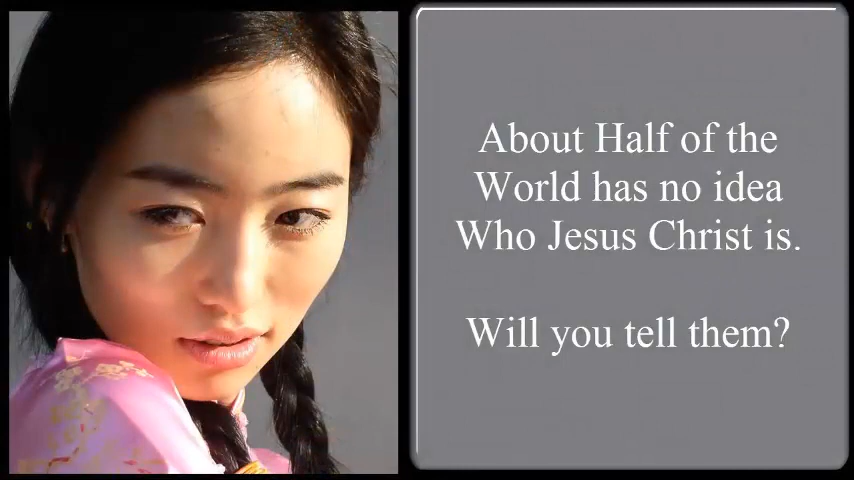 About Half of the
World has no idea
Who Jesus Christ is.
Will you tell them?